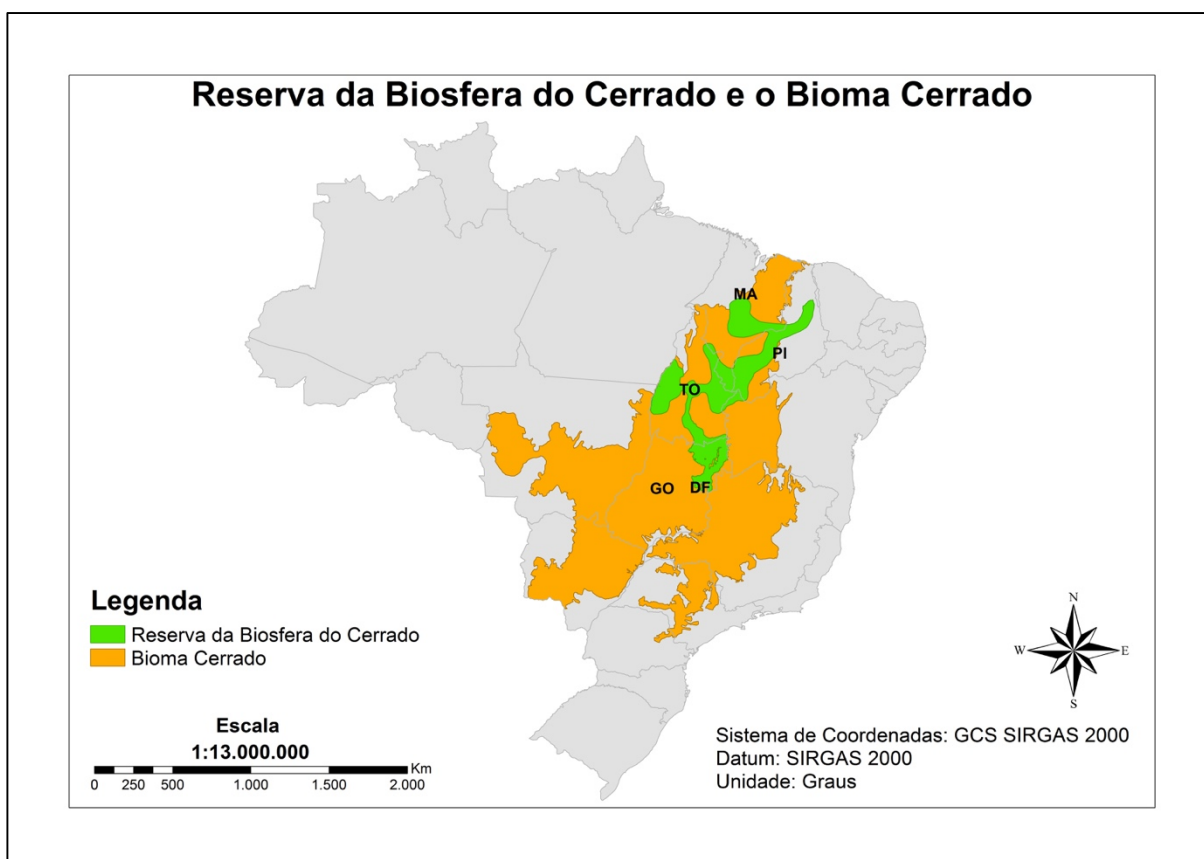 Reserva da Biosfera do Cerrado e o Bioma Cerrado
MA
PI
TO
GO
DF
Legenda
Reserva da Biosfera do Cerrado
Bioma Cerrado
N
W
E
S
Escala
1:13.000.000
Km
0 250 500 1.000 1.500 2.000
Sistema de Coordenadas: GCS SIRGAS 2000
Datum: SIRGAS 2000
Unidade: Graus